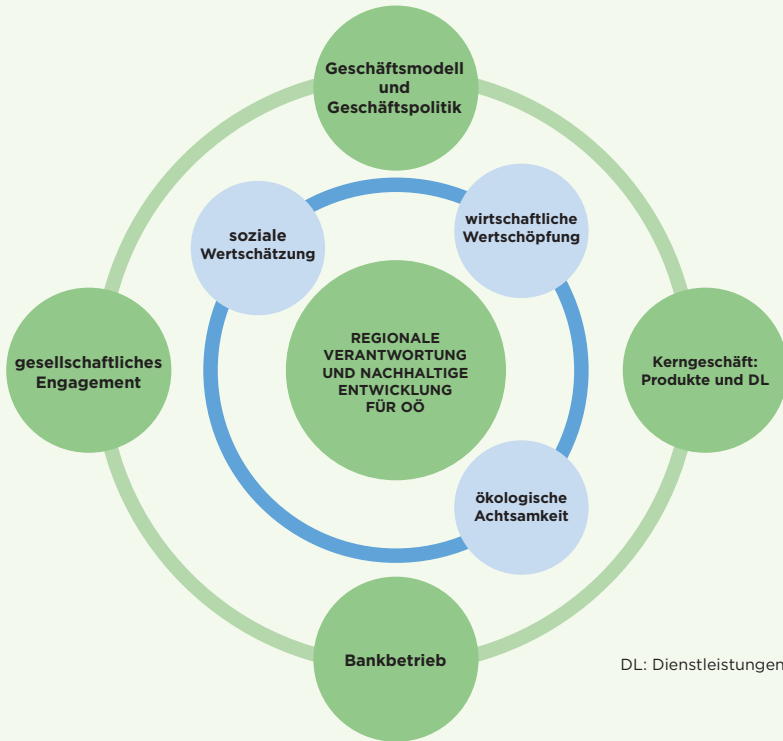 Geschäftsmodell
und
Geschäftspolitik
soziale
Wertschätzung
wirtschaftliche
Wertschöpfung
gesellschaftliches
Engagement
REGIONALE
VERANTWORTUNG
UND NACHHALTIGE
ENTWICKLUNG
FÜR OÖ
Kerngeschäft:
Produkte und DL
ökologische
Achtsamkeit
Bankbetrieb
DL: Dienstleistungen